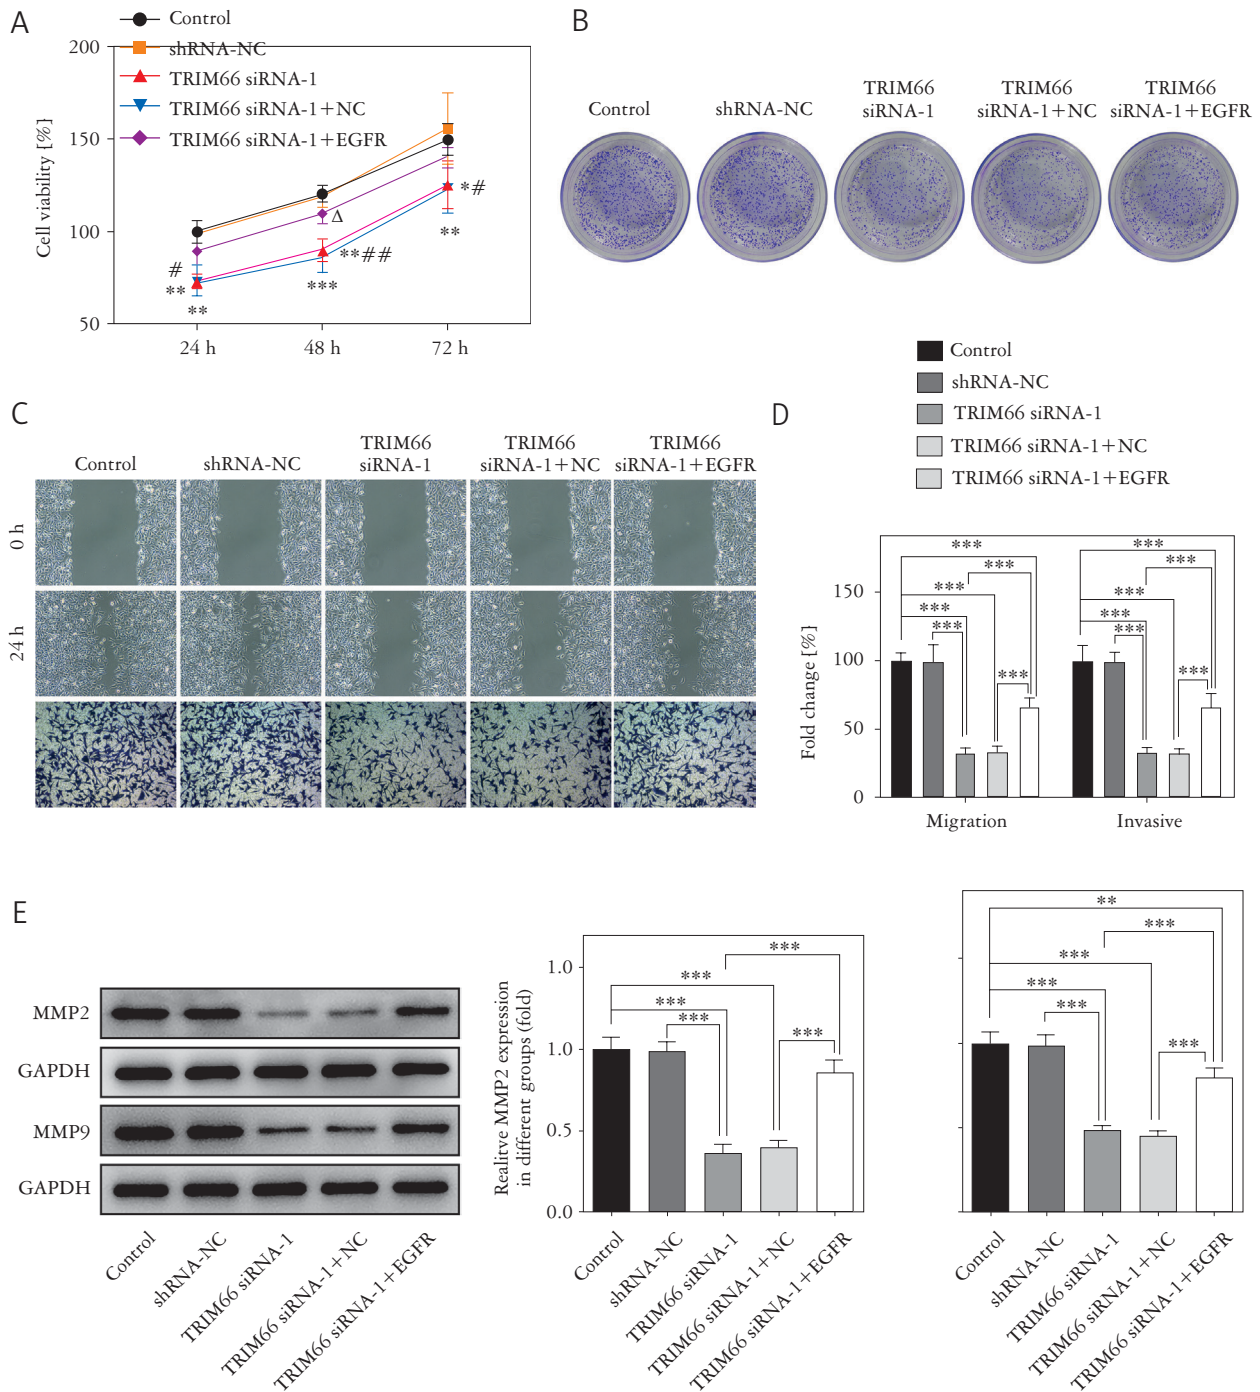 A
Control
shRNA-NC
TRIM66 siRNA-1
TRIM66 siRNA-1+NC
TRIM66 siRNA-1+EGFR
Cell viability [%]
200
150
100
50
24 h
48 h
72 h
#
**
**
Δ
**##
***
*#
**
B
Control
shRNA-NC
TRIM66
siRNA-1
TRIM66
siRNA-1+NC
TRIM66
siRNA-1+EGFR
C
Control
shRNA-NC
TRIM66
siRNA-1
TRIM66
siRNA-1+NC
TRIM66
siRNA-1+EGFR
0 h
24 h
D
Control
shRNA-NC
TRIM66 siRNA-1
TRIM66 siRNA-1+NC
TRIM66 siRNA-1+EGFR
Fold change [%]
150
100
50
0
***
***
***
***
***
***
***
***
***
***
***
***
Migration
Invasive
E
MMP2
GAPDH
MMP9
GAPDH
Control
shRNA-NC
TRIM66 siRNA-1
TRIM66 siRNA-1+NC
TRIM66 siRNA-1+EGFR
Realitve MMP2 expression
in different groups (fold)
1.0
1.0
0.5
0.0
***
***
***
***
***
Control
shRNA-NC
TRIM66 siRNA-1
TRIM66 siRNA-1+NC
TRIM66 siRNA-1+EGFR
**
***
***
***
***
Control
shRNA-NC
TRIM66 siRNA-1
TRIM66 siRNA-1+NC
TRIM66 siRNA-1+EGFR